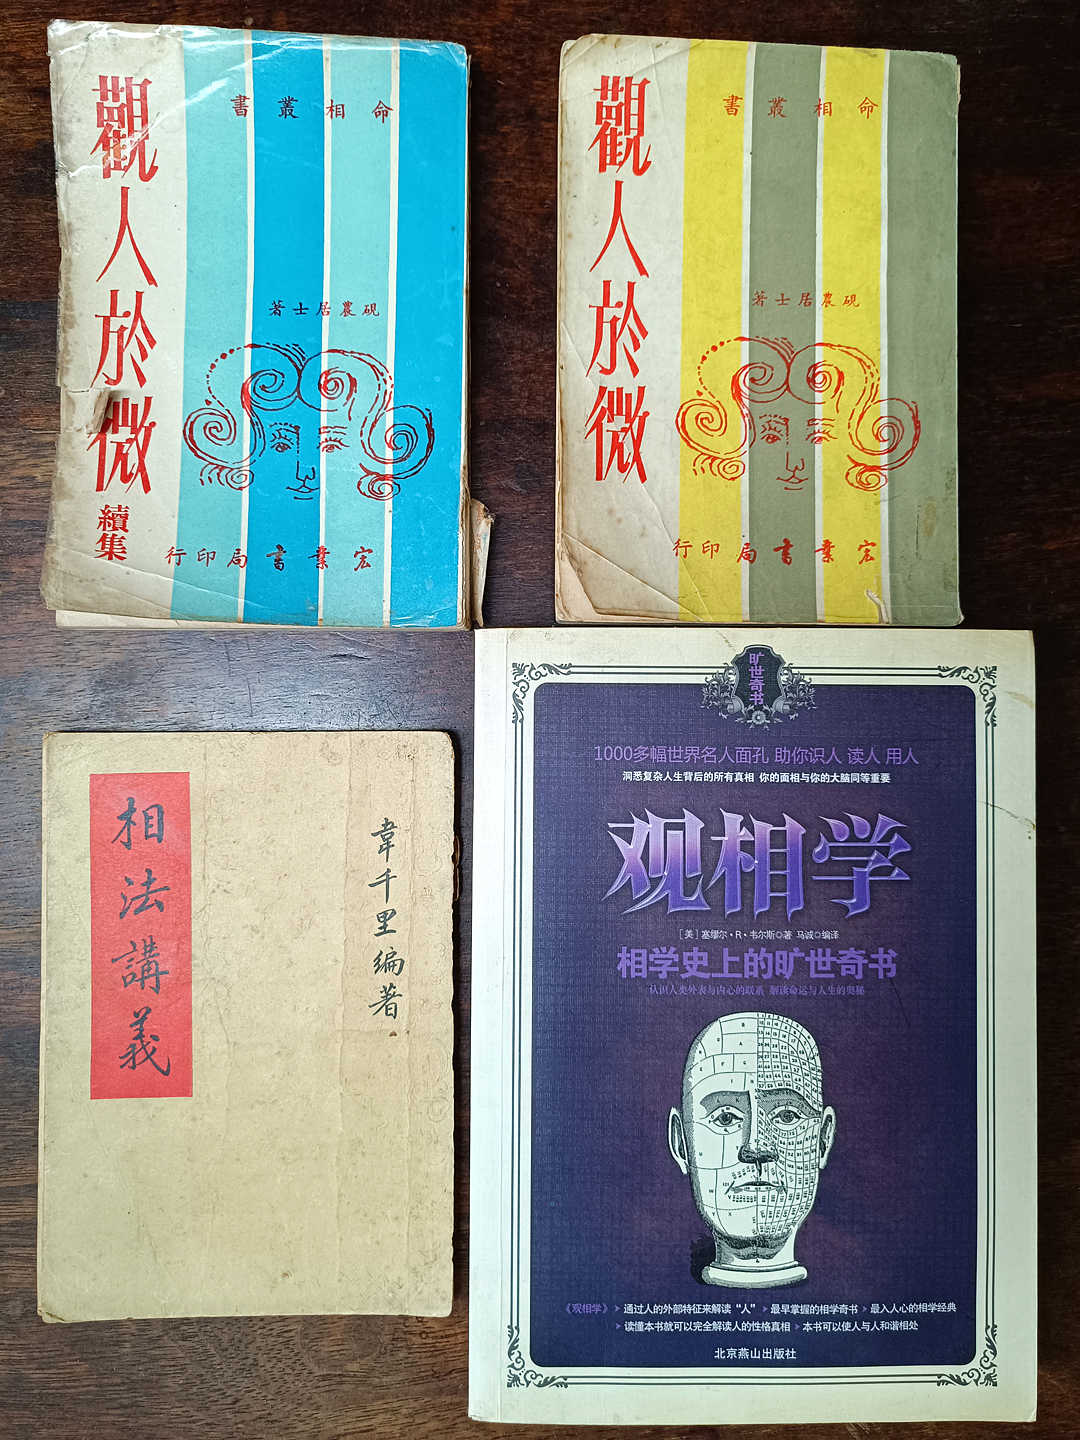 觀人於微
續集
命相叢書
硯農居士著
宏業書局印行
觀人於微
命相叢書
硯農居士著
宏業書局印行
相法講義
韋千里編著
旷世奇书
1000多幅世界名人面孔 助你识人 读人 用人
洞悉复杂人生背后的所有真相 你的面相与你的大脑同等重要
观相学
[美]塞缪尔·R·韦尔斯◎著 马诚◎编译
相学史上的旷世奇书
认识人类外表与内心的联系 解读命运与人生的奥秘
《观相学》 通过人的外部特征来解读“人” 最早掌握的相学奇书 最入人心的相学经典
读懂本书就可以完全解读人的性格真相 本书可以使人与人和谐相处
北京燕山出版社